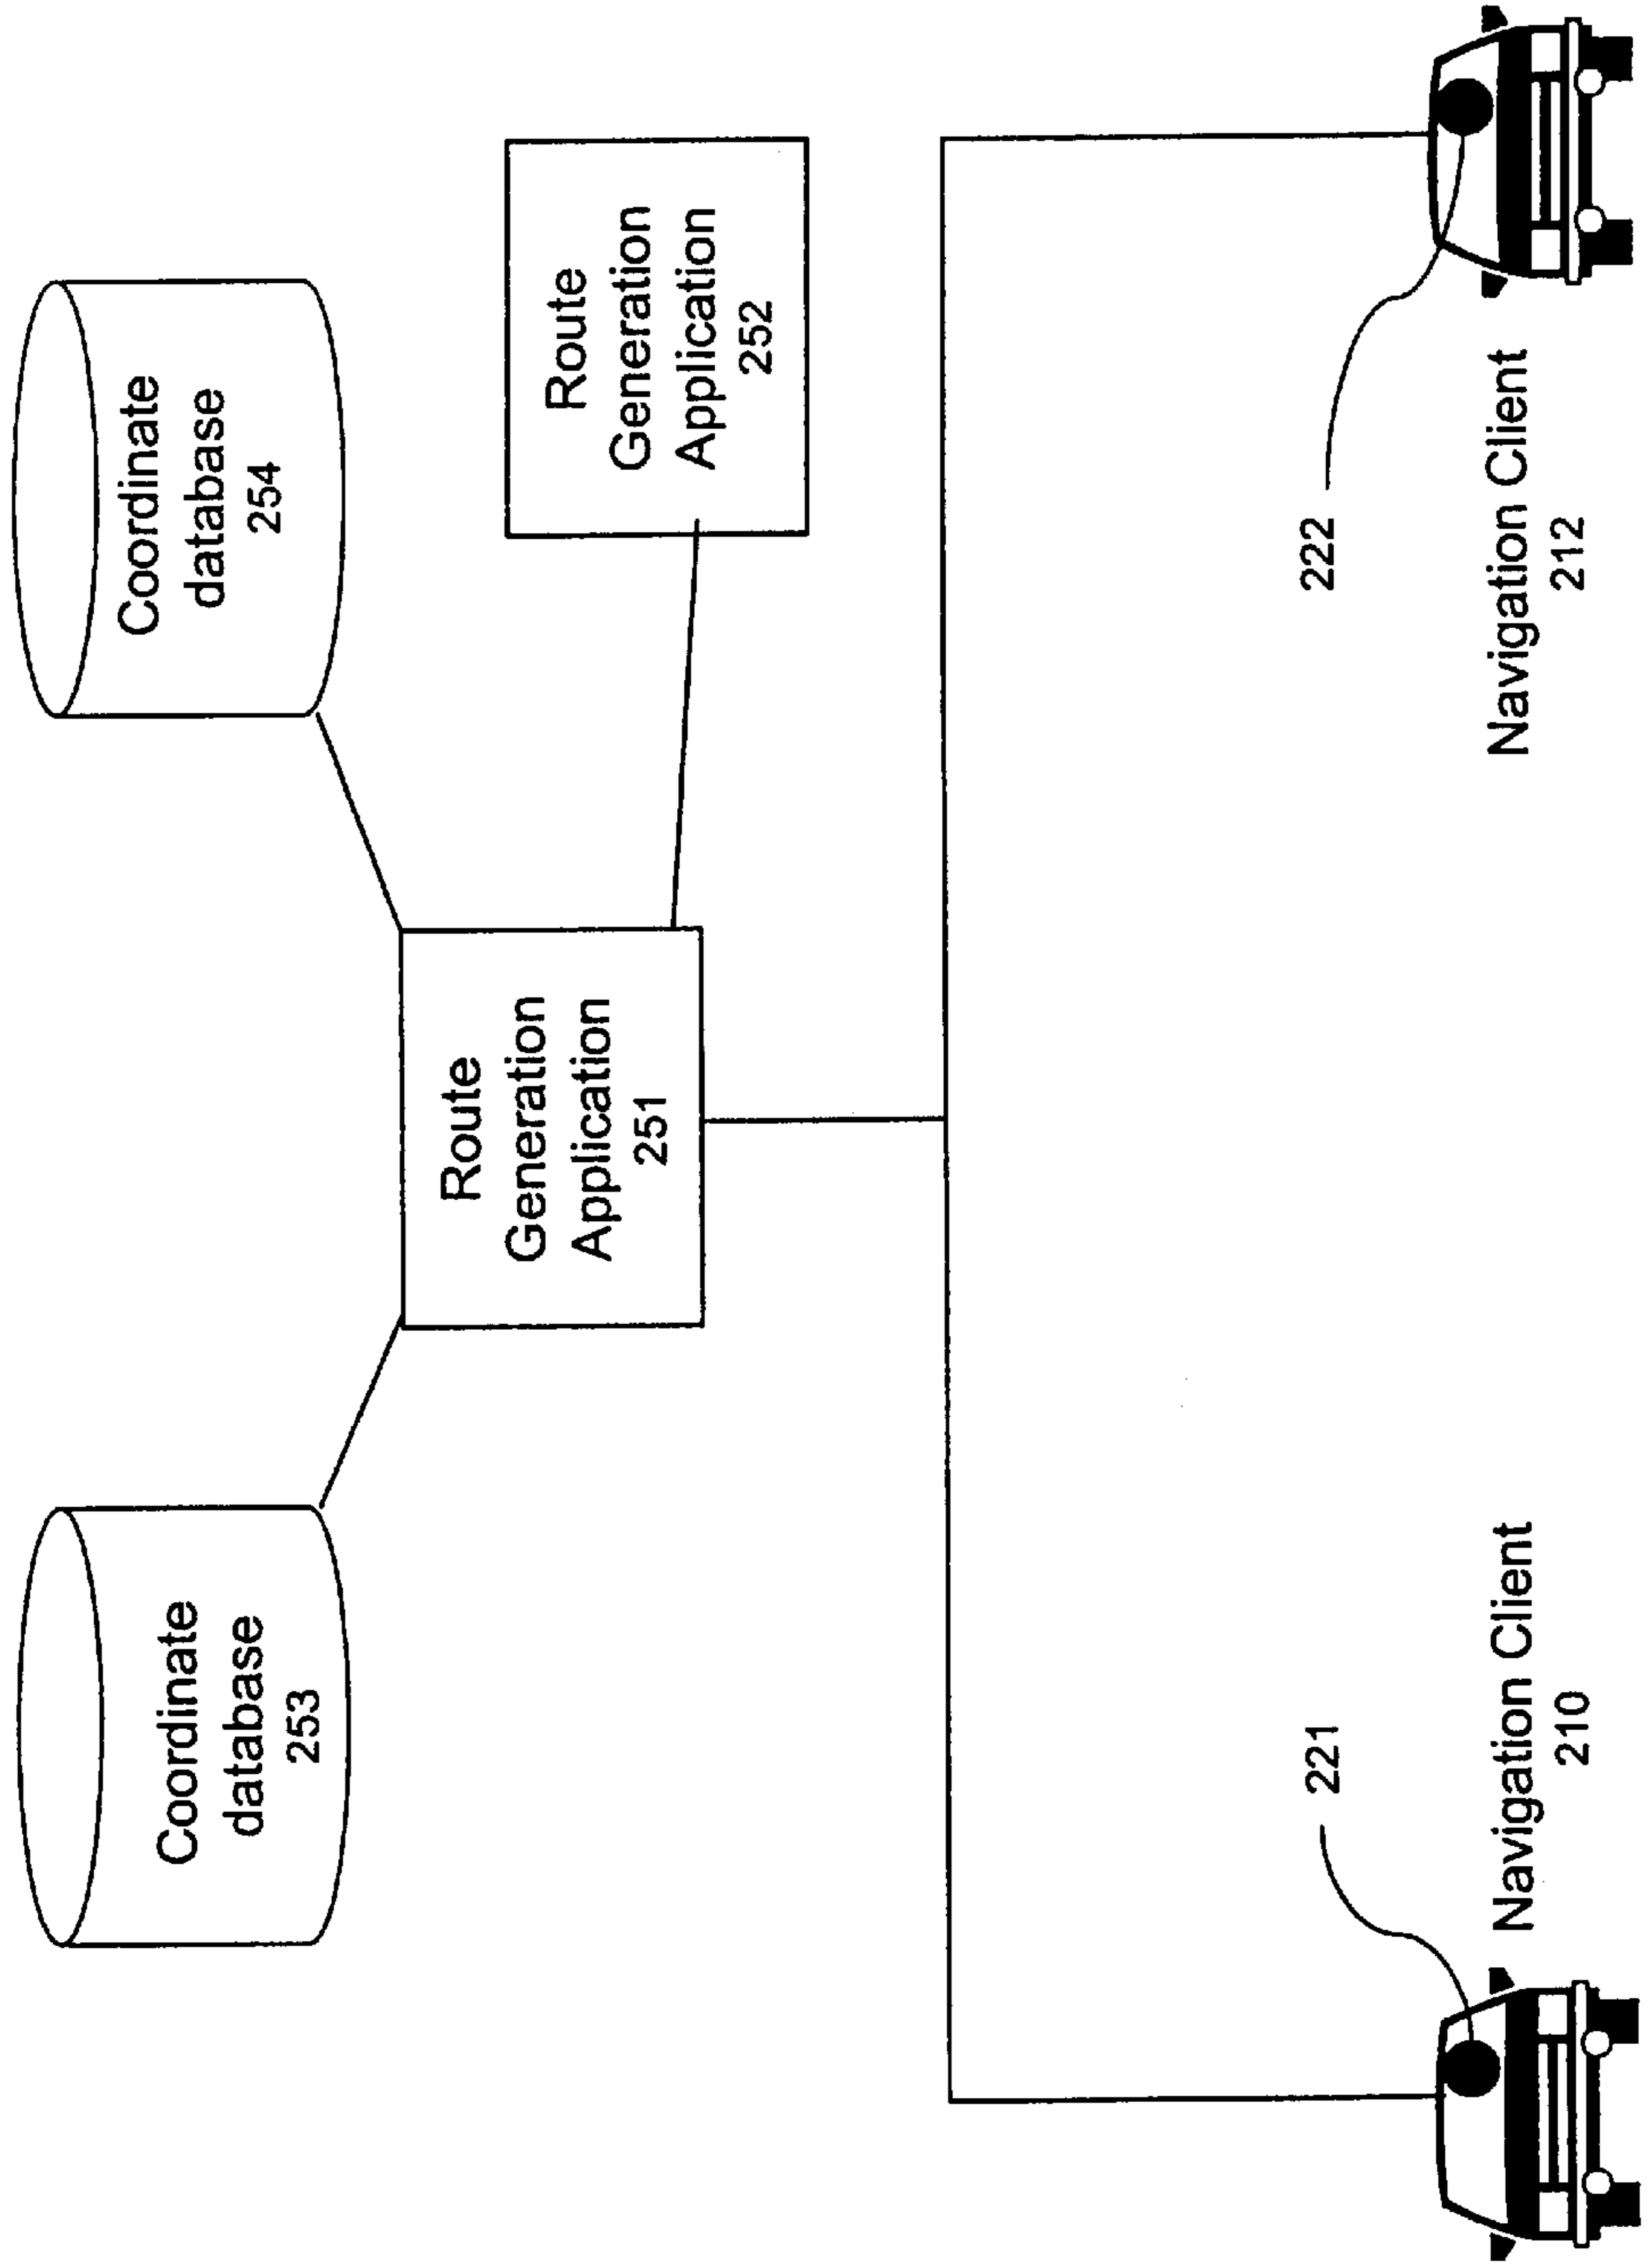 Coordinate
database
253
Coordinate
database
254
Route
Generation
Application
251
Route
Generation
Application
252
221
222
Navigation Client
210
Navigation Client
212